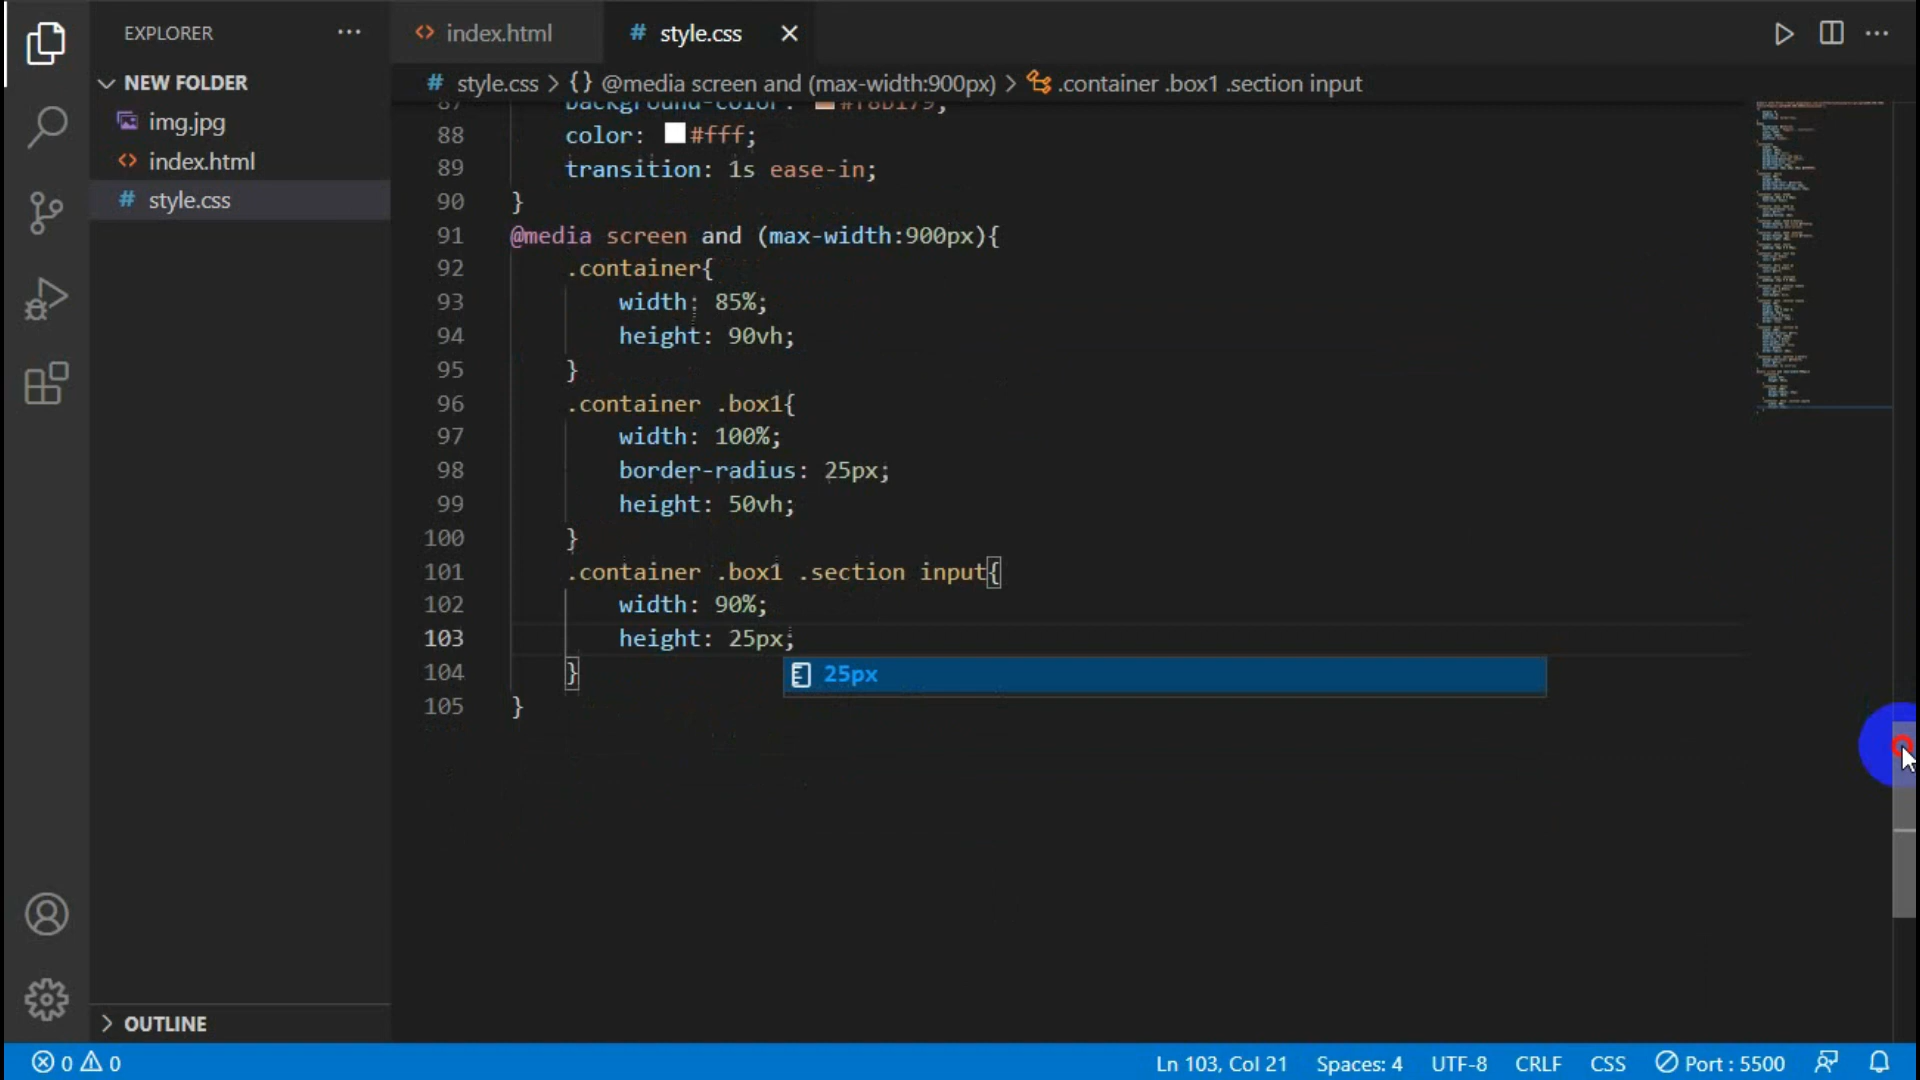 EXPLORER
index.html
style.css
NEW FOLDER
img.jpg
index.html
style.css
OUTLINE
style.css > {} @media screen and (max-width:900px) > .container .box1 .section input
87 background-color: #f8b179;
88 color: #fff;
89 transition: 1s ease-in;
90 }
91 @media screen and (max-width:900px){
92 .container{
93 width: 85%;
94 height: 90vh;
95 }
96 .container .box1{
97 width: 100%;
98 border-radius: 25px;
99 height: 50vh;
100 }
101 .container .box1 .section input{
102 width: 90%;
103 height: 25px;
104 }
25px
105 }
0 0
Ln 103, Col 21
Spaces: 4
UTF-8
CRLF
CSS
Port : 5500